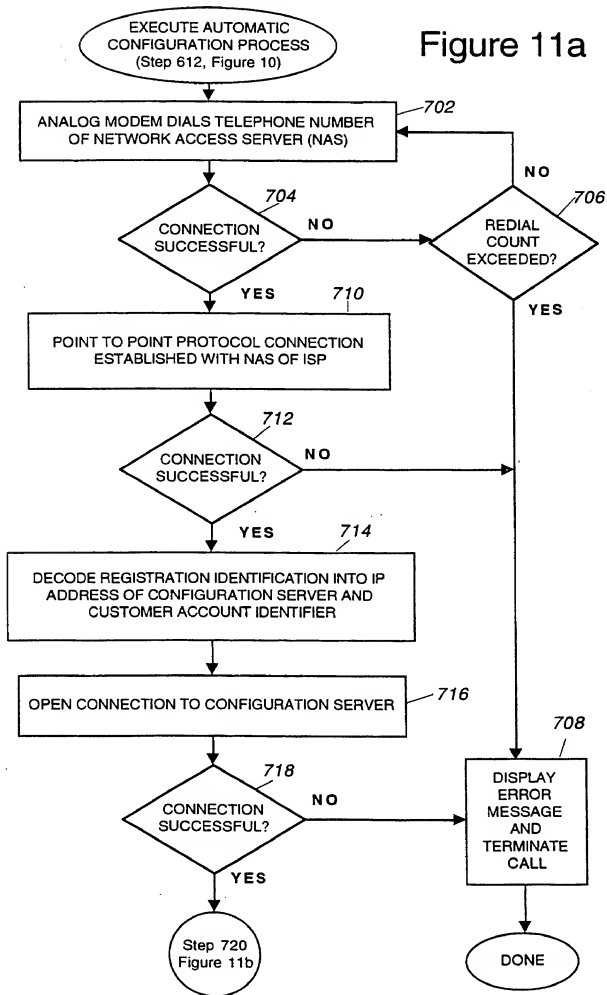 Figure 11a
EXECUTE AUTOMATIC
CONFIGURATION PROCESS
(Step 612, Figure 10)
702
ANALOG MODEM DIALS TELEPHONE NUMBER
OF NETWORK ACCESS SERVER (NAS)
NO
704
706
CONNECTION
SUCCESSFUL?
NO
REDIAL
COUNT
EXCEEDED?
YES
710
YES
POINT TO POINT PROTOCOL CONNECTION
ESTABLISHED WITH NAS OF ISP
712
CONNECTION
SUCCESSFUL?
NO
YES
714
DECODE REGISTRATION IDENTIFICATION INTO IP
ADDRESS OF CONFIGURATION SERVER AND
CUSTOMER ACCOUNT IDENTIFIER
OPEN CONNECTION TO CONFIGURATION SERVER
716
718
CONNECTION
SUCCESSFUL?
NO
708
DISPLAY
ERROR
MESSAGE
AND
TERMINATE
CALL
YES
Step 720
Figure 11b
DONE